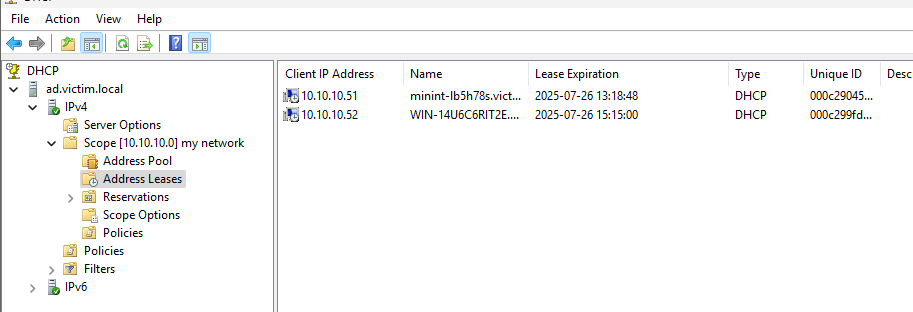 File Action View Help
DHCP
ad.victim.local
IPv4
Server Options
Scope [10.10.10.0] my network
Address Pool
Address Leases
Reservations
Scope Options
Policies
Policies
Filters
IPv6
Client IP Address Name Lease Expiration Type Unique ID Desc
10.10.10.51 minint-lb5h78s.vict... 2025-07-26 13:18:48 DHCP 000c29045...
10.10.10.52 WIN-14U6C6RIT2E.... 2025-07-26 15:15:00 DHCP 000c299fd...